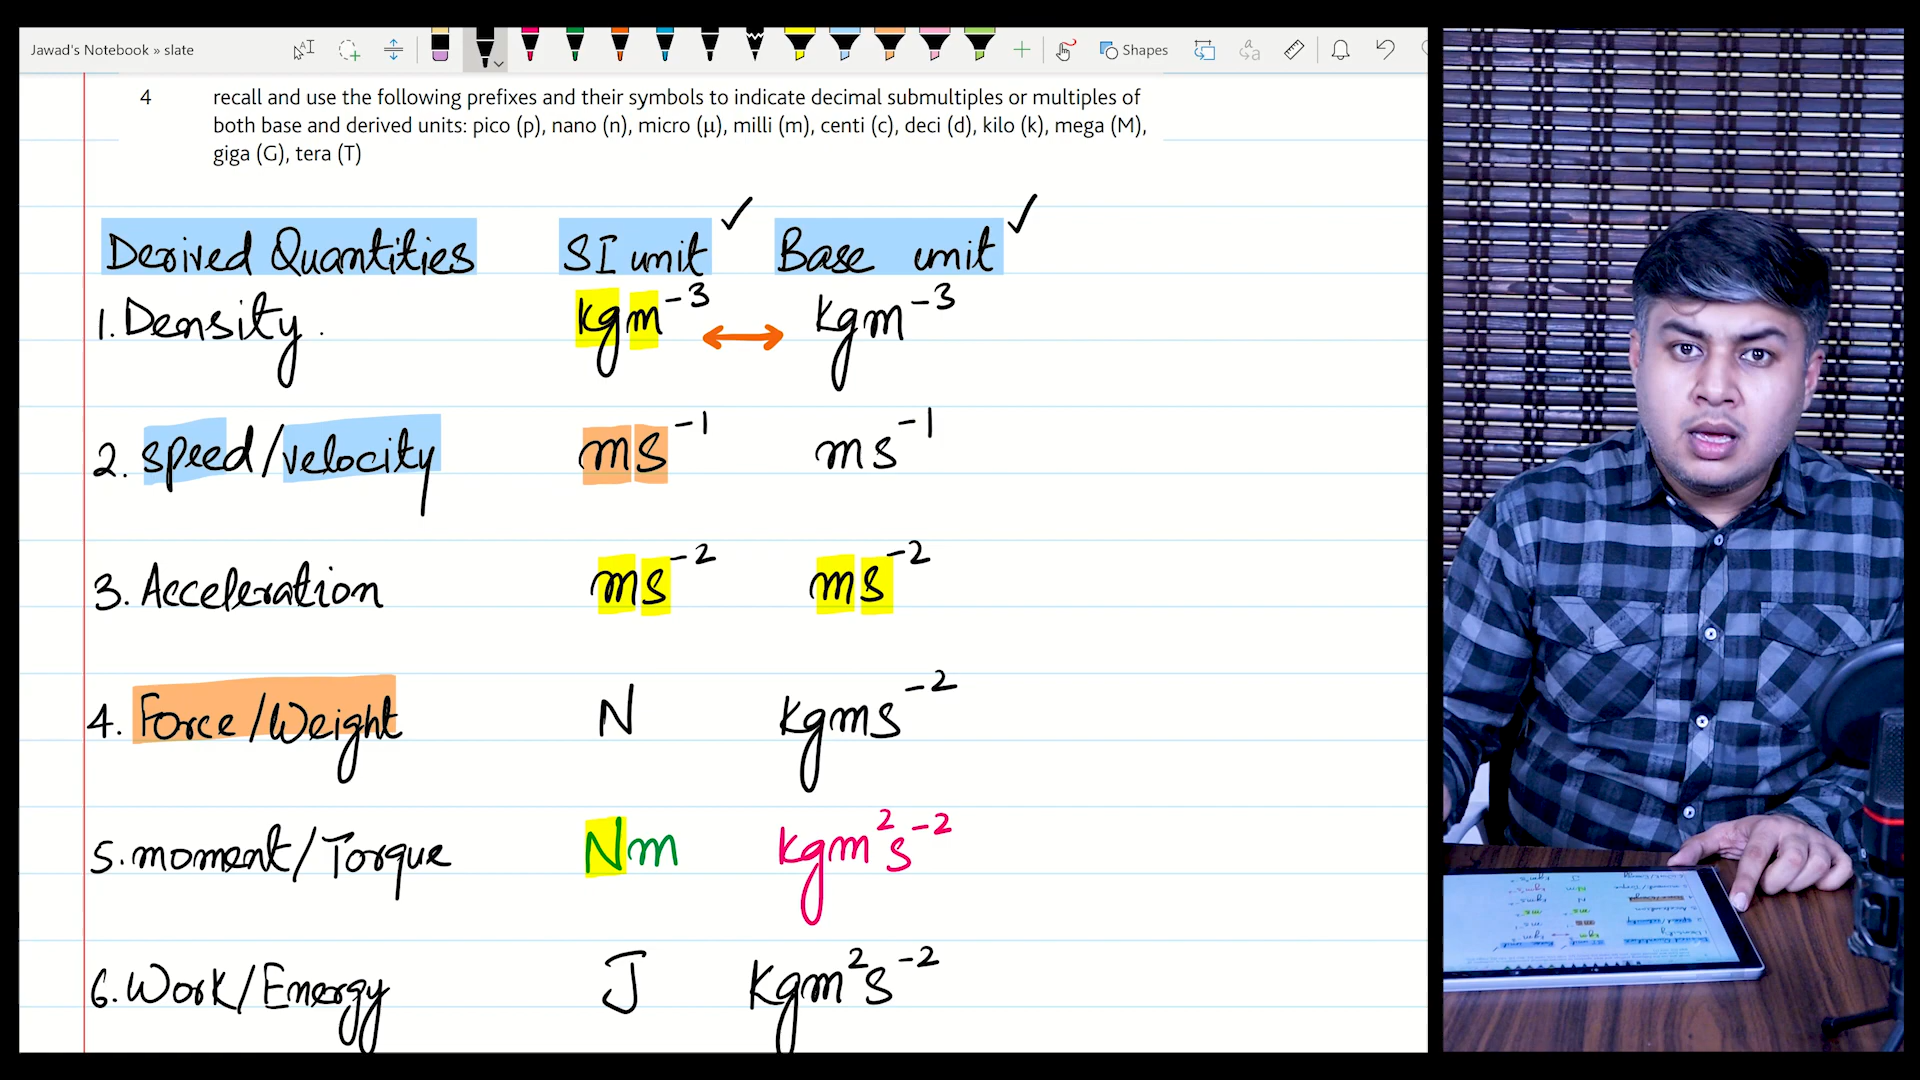 Jawad's Notebook » slate
Shapes
4 recall and use the following prefixes and their symbols to indicate decimal submultiples or multiples of
both base and derived units: pico (p), nano (n), micro (μ), milli (m), centi (c), deci (d), kilo (k), mega (M),
giga (G), tera (T)
Derived Quantities SI unit ✓ Base unit ✓
1. Density. kgm⁻³ ↔ kgm⁻³
2. speed/velocity ms⁻¹ ms⁻¹
3. Acceleration ms⁻² ms⁻²
4. Force/Weight N kgms⁻²
5. moment/Torque Nm kgm²s⁻²
6. Work/Energy J kgm²s⁻²